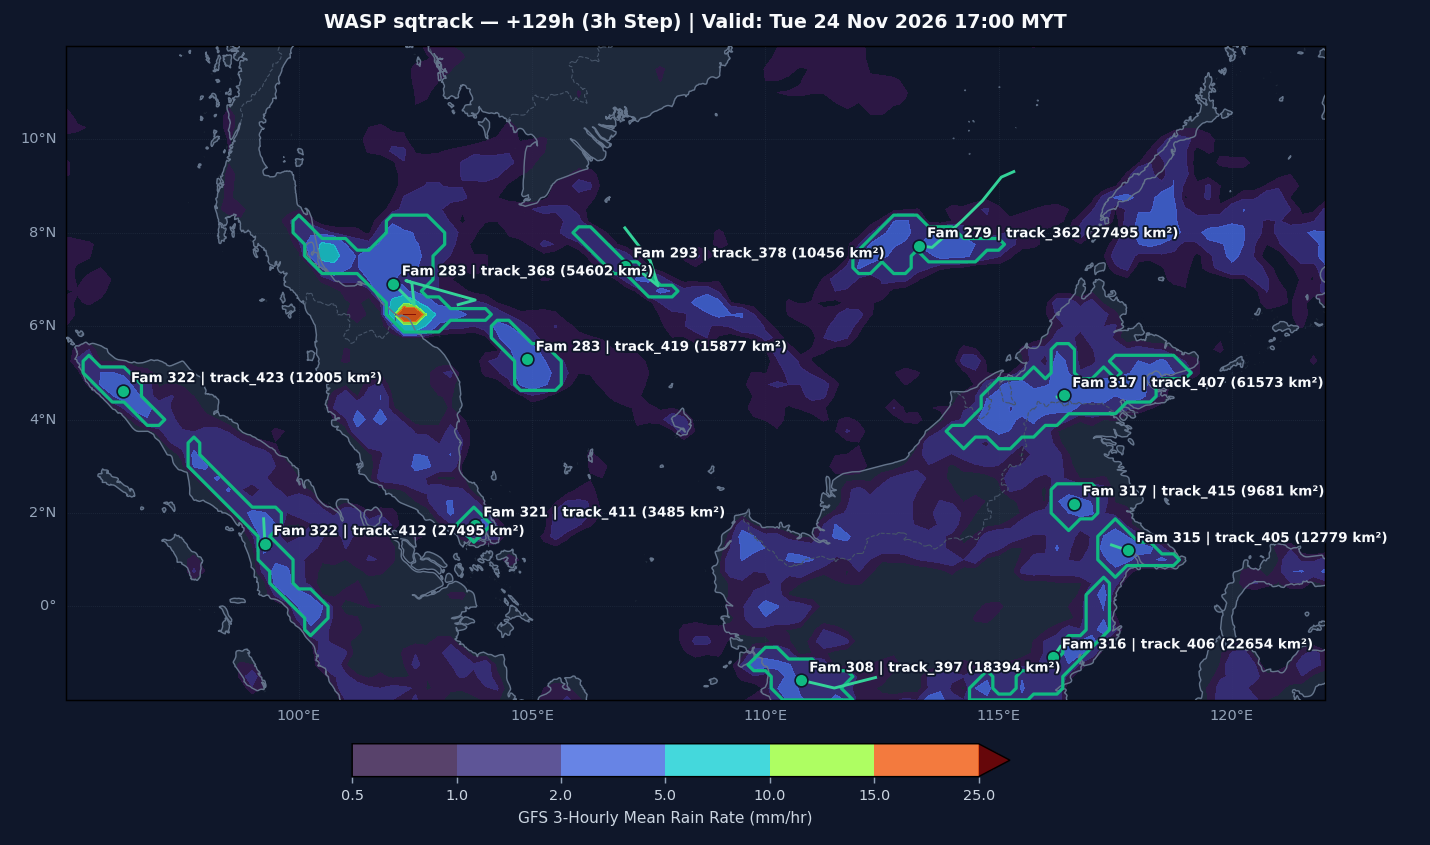 WASP sqtrack — +129h (3h Step) | Valid: Tue 24 Nov 2026 17:00 MYT
10°N
8°N
6°N
4°N
2°N
0°
Fam 279 | track_362 (27495 km²)
Fam 293 | track_378 (10456 km²)
Fam 283 | track_368 (54602 km²)
Fam 283 | track_419 (15877 km²)
Fam 322 | track_423 (12005 km²)
Fam 317 | track_407 (61573 km²)
Fam 317 | track_415 (9681 km²)
Fam 321 | track_411 (3485 km²)
Fam 322 | track_412 (27495 km²)
Fam 315 | track_405 (12779 km²)
Fam 316 | track_406 (22654 km²)
Fam 308 | track_397 (18394 km²)
100°E 105°E 110°E 115°E 120°E
0.5 1.0 2.0 5.0 10.0 15.0 25.0
GFS 3-Hourly Mean Rain Rate (mm/hr)